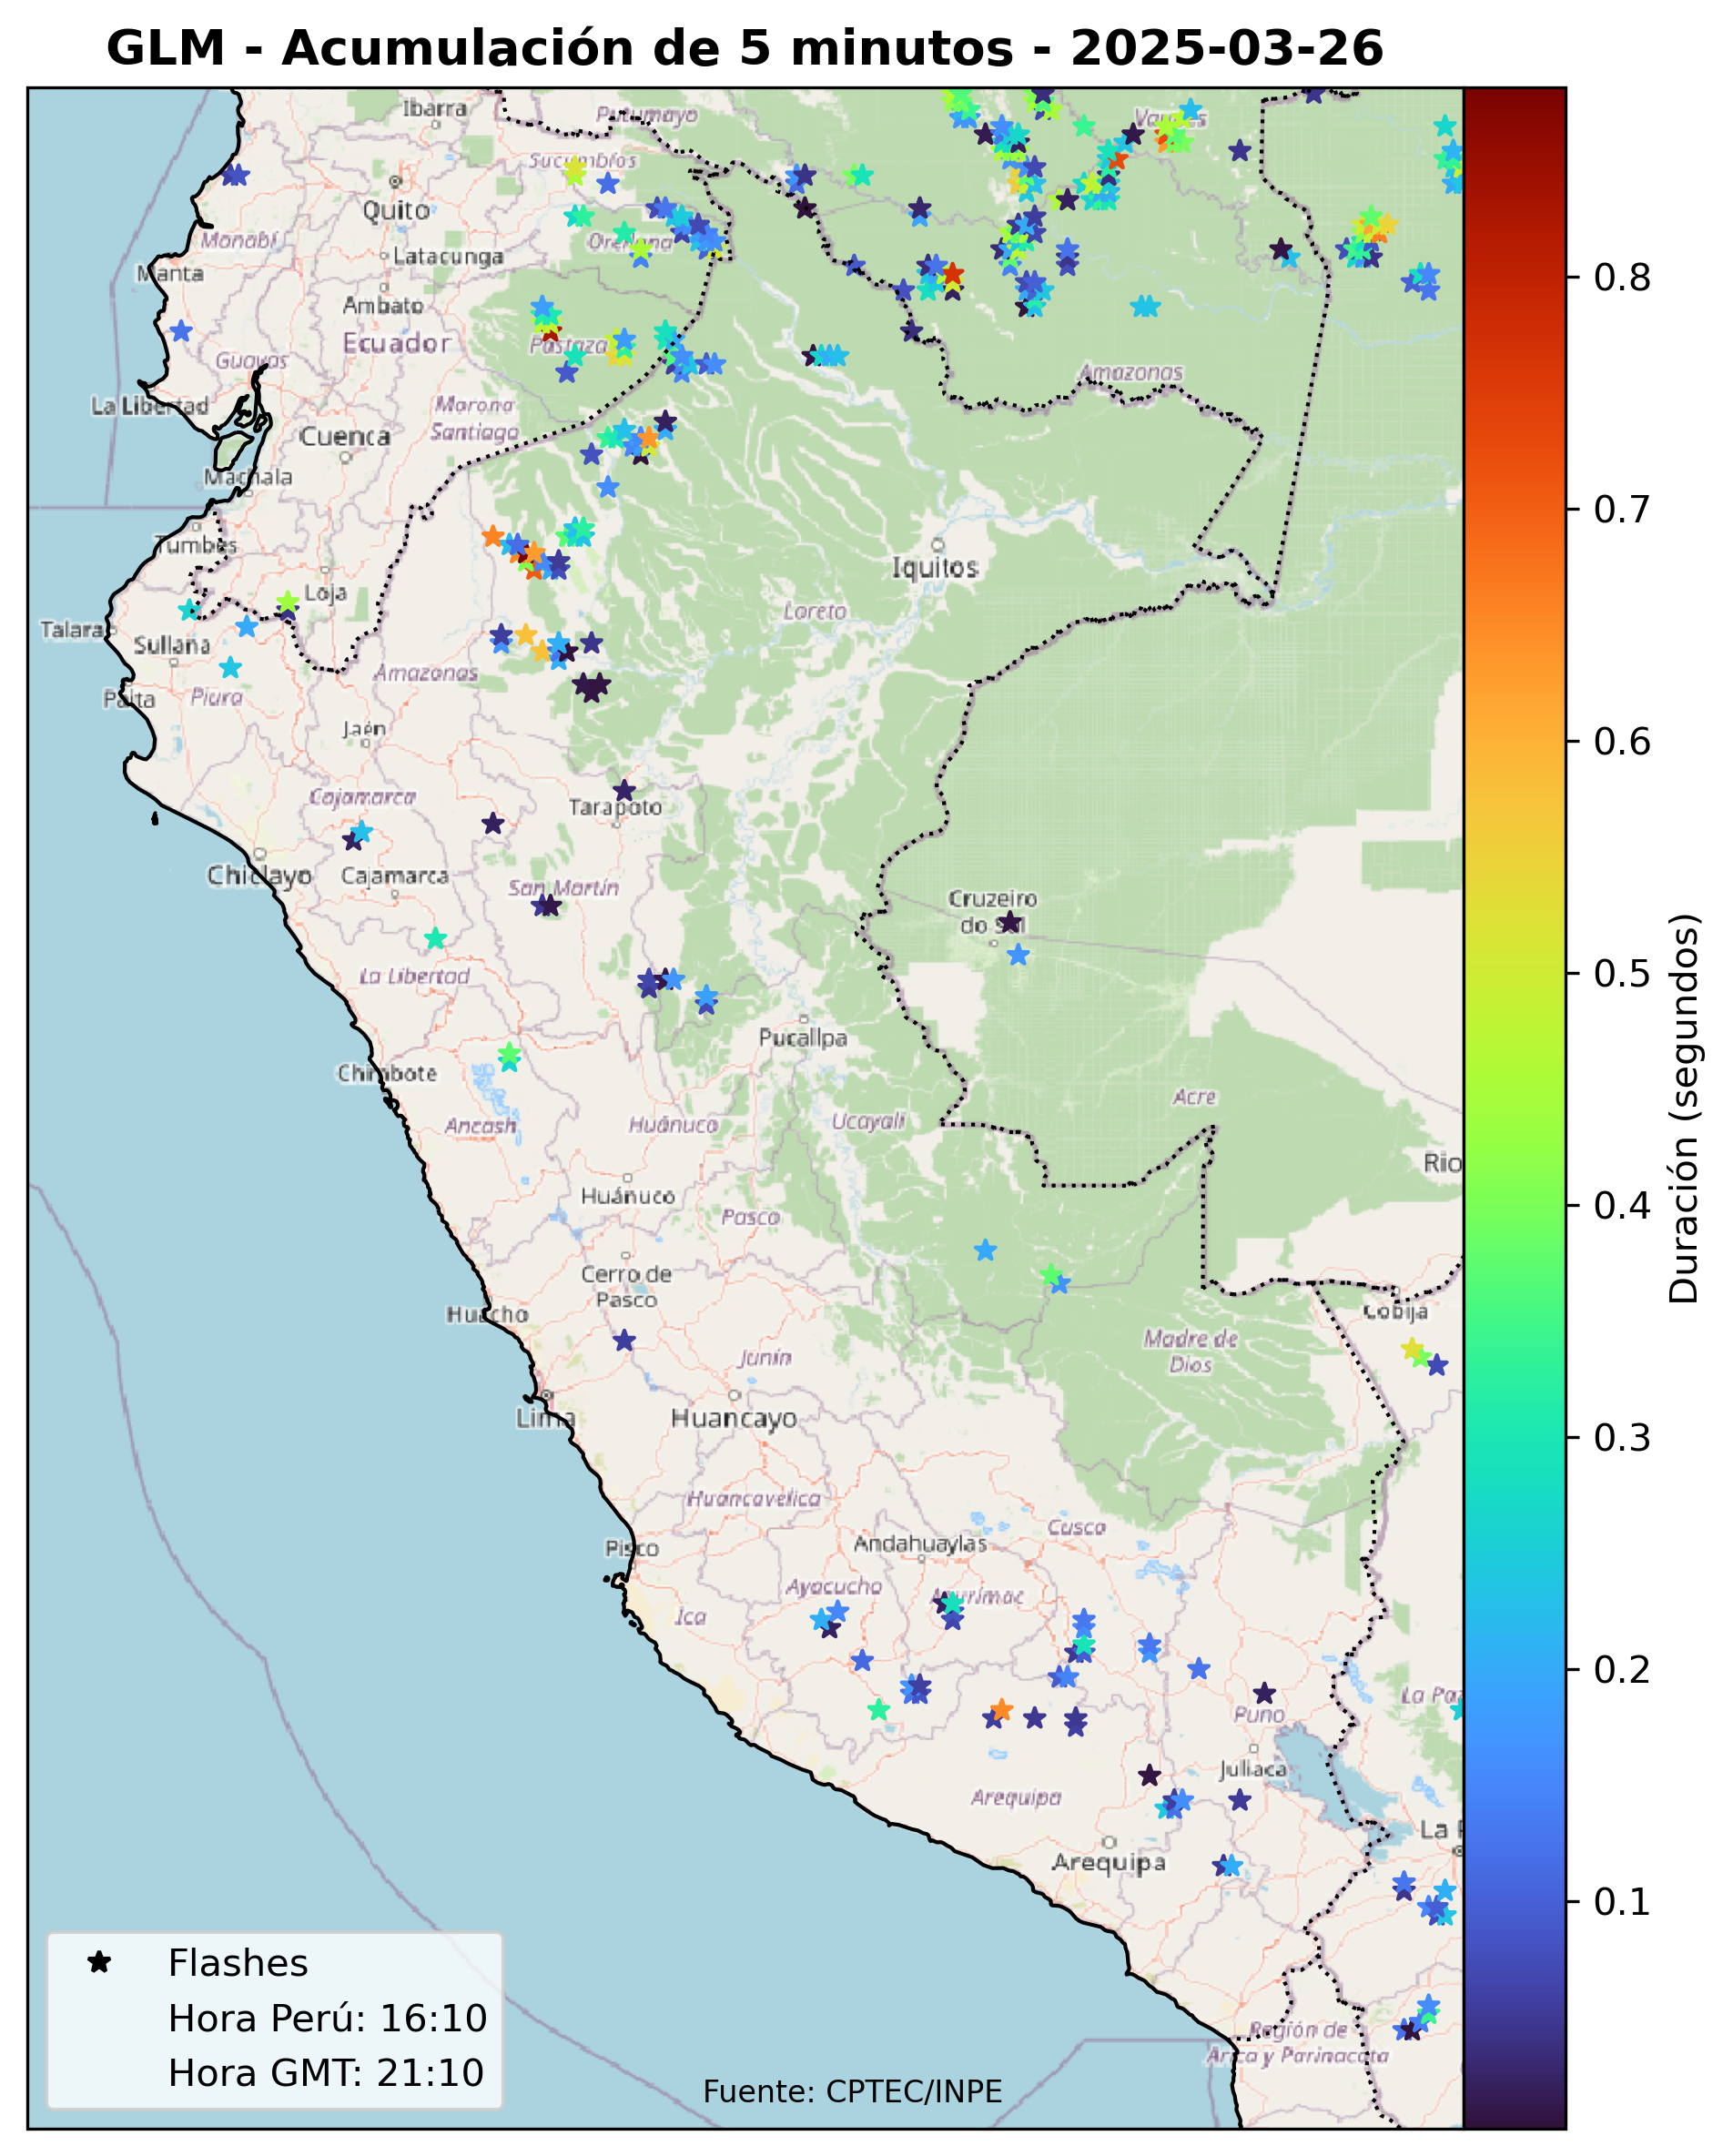 GLM - Acumulación de 5 minutos - 2025-03-26
Ibarra
Putumayo
Vaupés
Sucumbíos
Quito
Manabí
Orellana
Latacunga
Manta
Ambato
Ecuador
Pastaza
Guayas
Amazonas
La Libertad
Morona
Santiago
Cuenca
Machala
Tumbes
Iquitos
Loja
Loreto
Talara
Sullana
Amazonas
Paita
Piura
Jaén
Cajamarca
Tarapoto
Chiclayo
Cajamarca
San Martín
Cruzeiro
do Sul
La Libertad
Pucallpa
Chimbote
Acre
Ancash
Huánuco
Ucayali
Rio
Huánuco
Pasco
Cerro de
Pasco
Huacho
Cobija
Madre de
Dios
Junín
Lima
Huancayo
Huancavelica
Cusco
Pisco
Andahuaylas
Ayacucho
Apurímac
Ica
La Paz
Puno
Juliaca
Arequipa
La P
Arequipa
Región de
Arica y Parinacota
Flashes
Hora Perú: 16:10
Hora GMT: 21:10
Fuente: CPTEC/INPE
0.8
0.7
0.6
0.5
0.4
0.3
0.2
0.1
Duración (segundos)